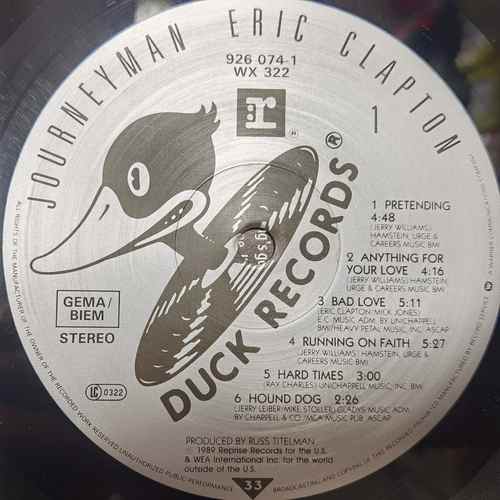 JOURNEYMAN ERIC CLAPTON
926 074-1
WX 322
r
®
1
DUCK RECORDS®
1 PRETENDING
4:48
(JERRY WILLIAMS)
HAMSTEIN, URGE &
CAREERS MUSIC BMI
2 ANYTHING FOR
YOUR LOVE 4:16
(JERRY WILLIAMS) HAMSTEIN,
URGE & CAREERS MUSIC BMI
3 BAD LOVE 5:11
(ERIC CLAPTON/MICK JONES)
E.C. MUSIC ADM. BY UNICHAPPELL
BMI/HEAVY PETAL MUSIC, INC. ASCAP
4 RUNNING ON FAITH 5:27
(JERRY WILLIAMS) HAMSTEIN, URGE
& CAREERS MUSIC BMI
5 HARD TIMES 3:00
(RAY CHARLES) UNICHAPPELL MUSIC, INC. BMI
6 HOUND DOG 2:26
(JERRY LEIBER-MIKE STOLLER) GLADYS MUSIC ADM.
BY CHAPPELL & CO./MCA MUSIC PUB. ASCAP
GEMA/
BIEM
STEREO
LC 0322
PRODUCED BY RUSS TITELMAN
℗ 1989 Reprise Records for the U.S.
& WEA International Inc. for the world
outside of the U.S.
33
ALL RIGHTS OF THE MANUFACTURER OF THE OWNER OF THE RECORDED WORK RESERVED UNAUTHORIZED PUBLIC PERFORMANCE
BROADCASTING AND COPYING OF THIS RECORD PROHIBITED